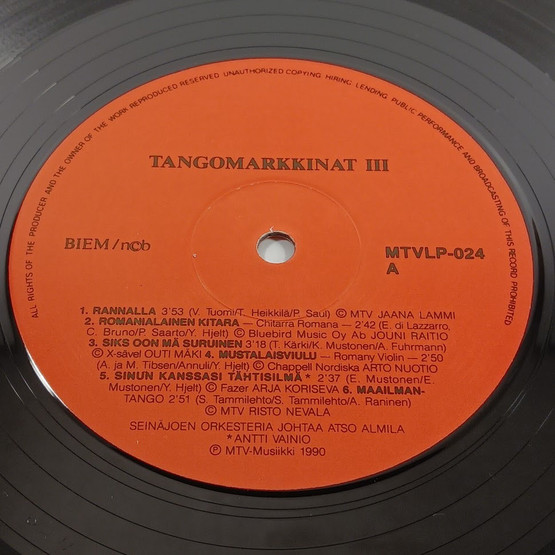 ALL RIGHTS OF THE PRODUCER AND THE OWNER OF THE WORK REPRODUCED RESERVED UNAUTHORIZED COPYING HIRING LENDING PUBLIC PERFORMANCE AND BROADCASTING OF THIS RECORD PROHIBITED
TANGOMARKKINAT III
BIEM/ncb
MTVLP-024
A
1. RANNALLA 3'53 (V. Tuomi/T. Heikkilä/P. Saul) © MTV JAANA LAMMI
2. ROMANIALAINEN KITARA — Chitarra Romana — 2'42 (E. di Lazzarro,
C. Bruno/P. Saarto/Y. Hjelt) © Bluebird Music Oy Ab JOUNI RAITIO
3. SIKS OON MÄ SURUINEN 3'18 (T. Kärki/K. Mustonen/A. Fuhrmann)
© X-sävel OUTI MÄKI 4. MUSTALAISVIULU — Romany Violin — 2'50
(A. ja M. Tibsen/Annuli/Y. Hjelt) © Chappell Nordiska ARTO NUOTIO
5. SINUN KANSSASI TÄHTISILMÄ * 2'37 (E. Mustonen/E.
Mustonen/Y. Hjelt) © Fazer ARJA KORISEVA 6. MAAILMAN-
TANGO 2'51 (S. Tammilehto/S. Tammilehto/A. Raninen)
© MTV RISTO NEVALA
SEINÄJOEN ORKESTERIA JOHTAA ATSO ALMILA
*ANTTI VAINIO
℗ MTV-Musiikki 1990